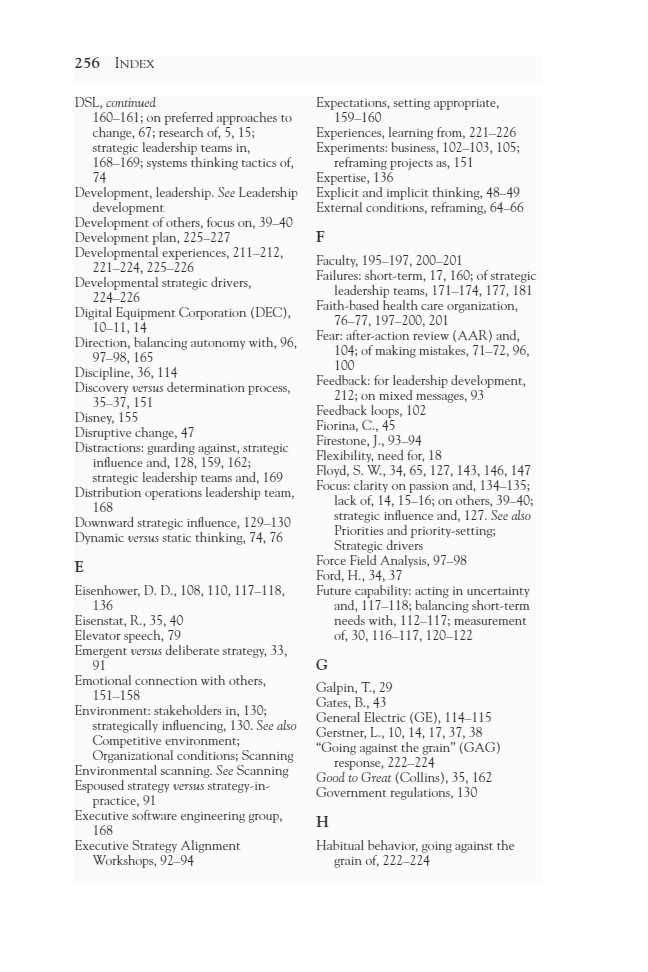 256 INDEX
DSL, continued
160–161; on preferred approaches to
change, 67; research of, 5, 15;
strategic leadership teams in,
168–169; systems thinking tactics of,
74
Development, leadership. See Leadership
development
Development of others, focus on, 39–40
Development plan, 225–227
Developmental experiences, 211–212,
221–224, 225–226
Developmental strategic drivers,
224–226
Digital Equipment Corporation (DEC),
10–11, 14
Direction, balancing autonomy with, 96,
97–98, 165
Discipline, 36, 114
Discovery versus determination process,
35–37, 151
Disney, 155
Disruptive change, 47
Distractions: guarding against, strategic
influence and, 128, 159, 162;
strategic leadership teams and, 169
Distribution operations leadership team,
168
Downward strategic influence, 129–130
Dynamic versus static thinking, 74, 76
E
Eisenhower, D. D., 108, 110, 117–118,
136
Eisenstat, R., 35, 40
Elevator speech, 79
Emergent versus deliberate strategy, 33,
91
Emotional connection with others,
151–158
Environment: stakeholders in, 130;
strategically influencing, 130. See also
Competitive environment;
Organizational conditions; Scanning
Environmental scanning. See Scanning
Espoused strategy versus strategy-in-
practice, 91
Executive software engineering group,
168
Executive Strategy Alignment
Workshops, 92–94
Expectations, setting appropriate,
159–160
Experiences, learning from, 221–226
Experiments: business, 102–103, 105;
reframing projects as, 151
Expertise, 136
Explicit and implicit thinking, 48–49
External conditions, reframing, 64–66
F
Faculty, 195–197, 200–201
Failures: short-term, 17, 160; of strategic
leadership teams, 171–174, 177, 181
Faith-based health care organization,
76–77, 197–200, 201
Fear: after-action review (AAR) and,
104; of making mistakes, 71–72, 96,
100
Feedback: for leadership development,
212; on mixed messages, 93
Feedback loops, 102
Fiorina, C., 45
Firestone, J., 93–94
Flexibility, need for, 18
Floyd, S. W., 34, 65, 127, 143, 146, 147
Focus: clarity on passion and, 134–135;
lack of, 14, 15–16; on others, 39–40;
strategic influence and, 127. See also
Priorities and priority-setting;
Strategic drivers
Force Field Analysis, 97–98
Ford, H., 34, 37
Future capability: acting in uncertainty
and, 117–118; balancing short-term
needs with, 112–117; measurement
of, 30, 116–117, 120–122
G
Galpin, T., 29
Gates, B., 43
General Electric (GE), 114–115
Gerstner, L., 10, 14, 17, 37, 38
“Going against the grain” (GAG)
response, 222–224
Good to Great (Collins), 35, 162
Government regulations, 130
H
Habitual behavior, going against the
grain of, 222–224